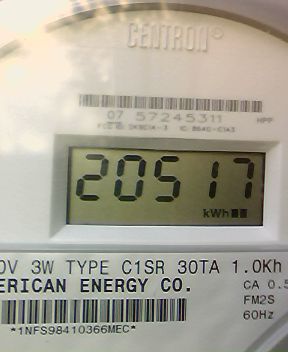 CENTRON®
07 57245311
HPP
20517
kWh
0V 3W TYPE C1SR 30TA 1.0Kh
ERICAN ENERGY CO.
CA 0.5
FM2S
60Hz
*1NFS98410366MEC*